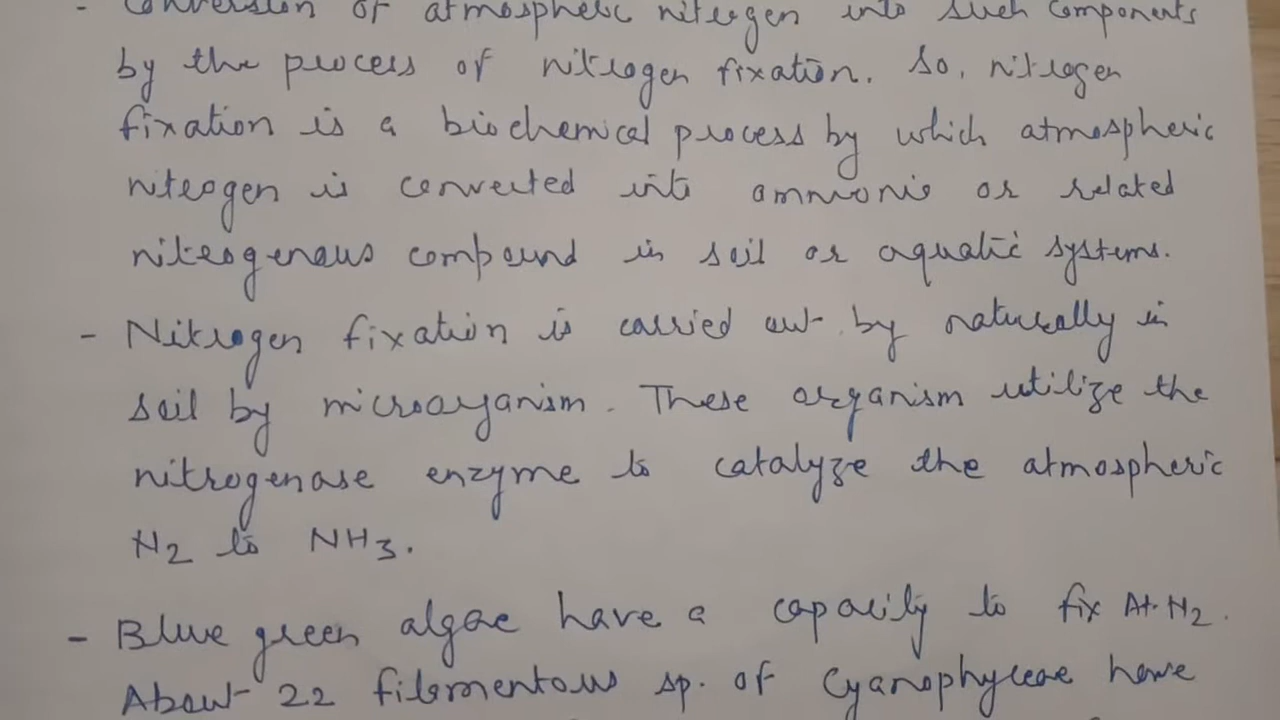 - Conversion of atmospheric nitrogen into such components
by the process of nitrogen fixation. So, nitrogen
fixation is a biochemical process by which atmospheric
nitrogen is converted into ammonia or related
nitrogenous compound in soil or aquatic systems.
- Nitrogen fixation is carried out by naturally in
soil by microorganism. These organism utilize the
nitrogenase enzyme to catalyze the atmospheric
N2 to NH3.
- Blue green algae have a capacity to fix At. N2.
About 22 filamentous sp. of Cyanophyceae have